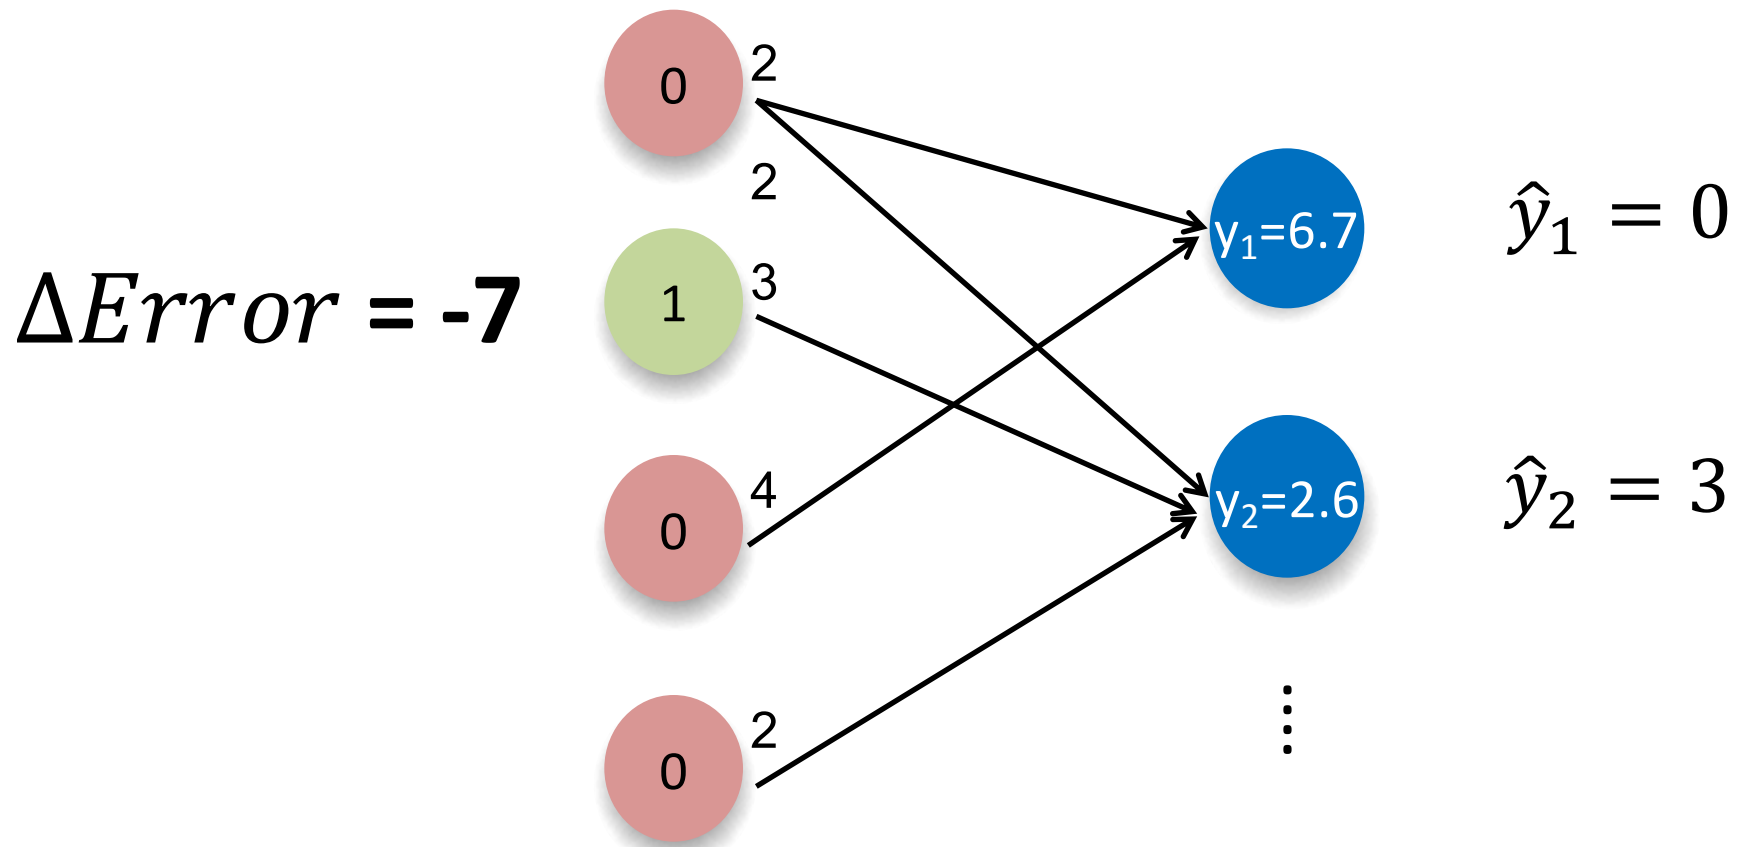 0
2
2
y₁=6.7
ŷ₁ = 0
ΔError = -7
1
3
0
4
y₂=2.6
ŷ₂ = 3
0
2